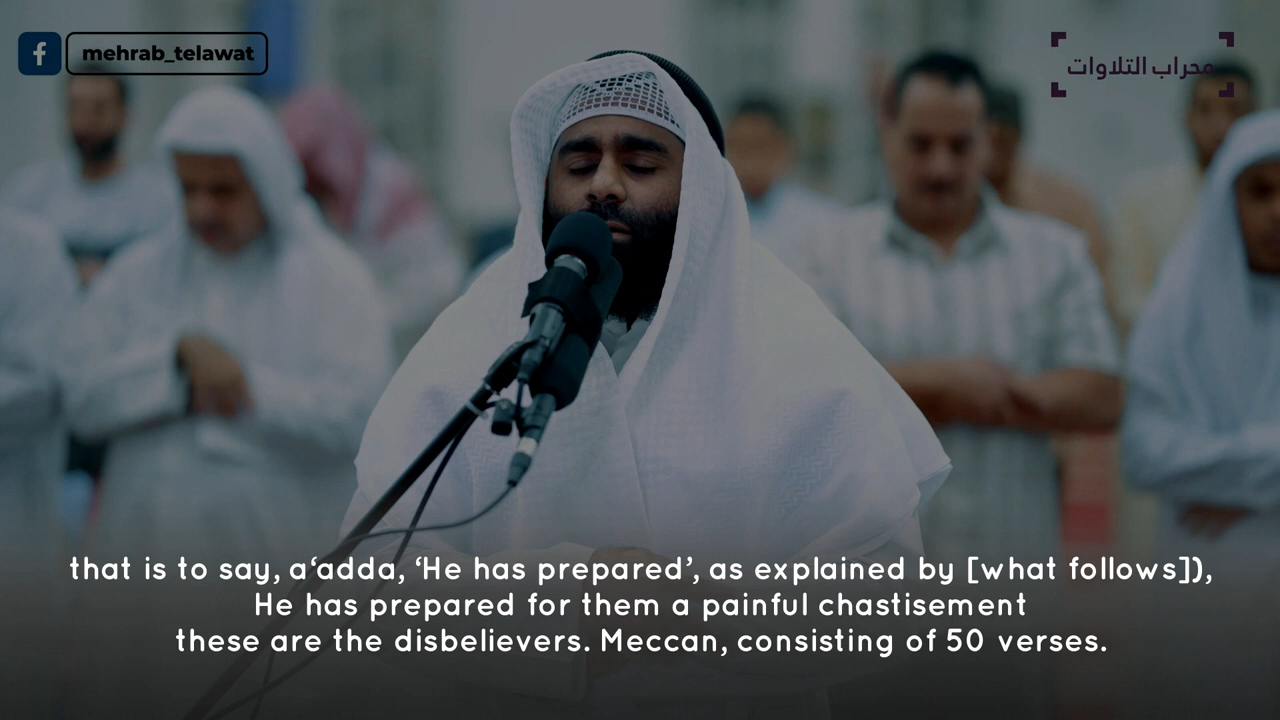 f
mehrab_telawat
محراب التلاوات
that is to say, a‘adda, ‘He has prepared’, as explained by [what follows]),
He has prepared for them a painful chastisement
these are the disbelievers. Meccan, consisting of 50 verses.